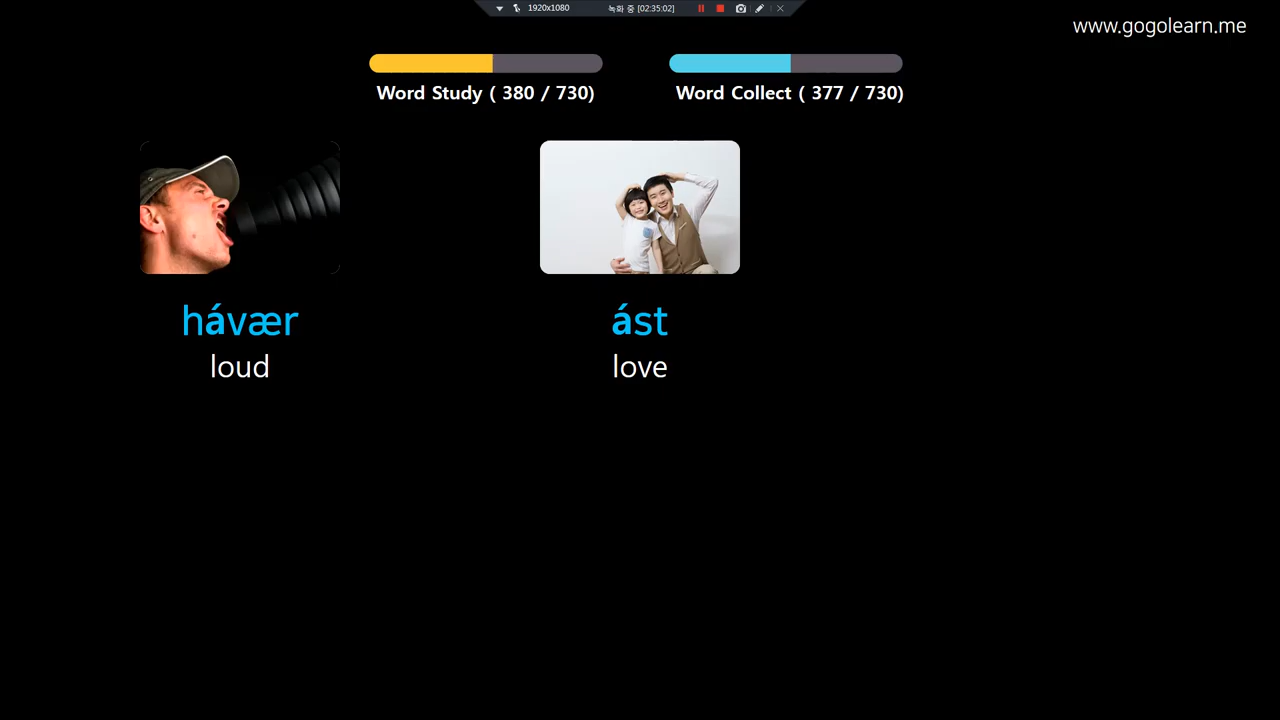 1920x1080 녹화 중 [02:35:02]
www.gogolearn.me
Word Study ( 380 / 730) Word Collect ( 377 / 730)
hávær ást
loud love